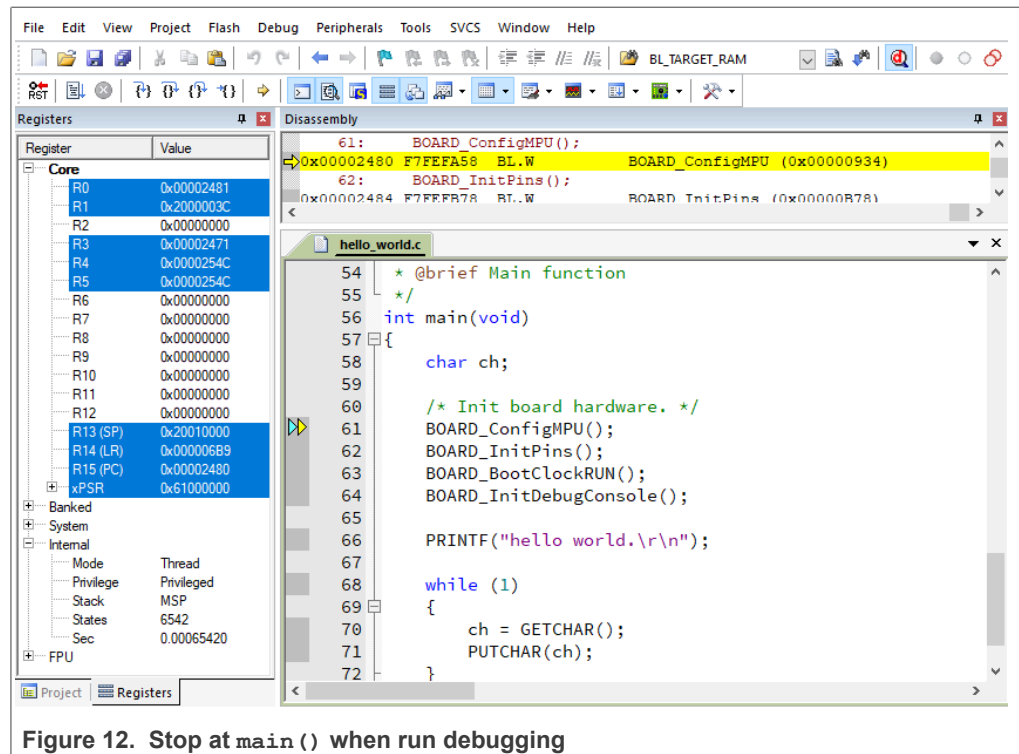 File Edit View Project Flash Debug Peripherals Tools SVCS Window Help
BL_TARGET_RAM
RST
Registers
Register Value
Core
R0 0x00002481
R1 0x2000003C
R2 0x00000000
R3 0x00002471
R4 0x0000254C
R5 0x0000254C
R6 0x00000000
R7 0x00000000
R8 0x00000000
R9 0x00000000
R10 0x00000000
R11 0x00000000
R12 0x00000000
R13 (SP) 0x20010000
R14 (LR) 0x000006B9
R15 (PC) 0x00002480
xPSR 0x61000000
Banked
System
Internal
Mode Thread
Privilege Privileged
Stack MSP
States 6542
Sec 0.00065420
FPU
Project Registers
Disassembly
61: BOARD_ConfigMPU();
0x00002480 F7FEFA58 BL.W BOARD_ConfigMPU (0x00000934)
62: BOARD_InitPins();
0x00002484 F7FEFB78 BL.W BOARD_InitPins (0x00000B78)
hello_world.c
54 * @brief Main function
55 */
56 int main(void)
57 {
58 char ch;
59
60 /* Init board hardware. */
61 BOARD_ConfigMPU();
62 BOARD_InitPins();
63 BOARD_BootClockRUN();
64 BOARD_InitDebugConsole();
65
66 PRINTF("hello world.\r\n");
67
68 while (1)
69 {
70 ch = GETCHAR();
71 PUTCHAR(ch);
72 }
Figure 12. Stop at main() when run debugging